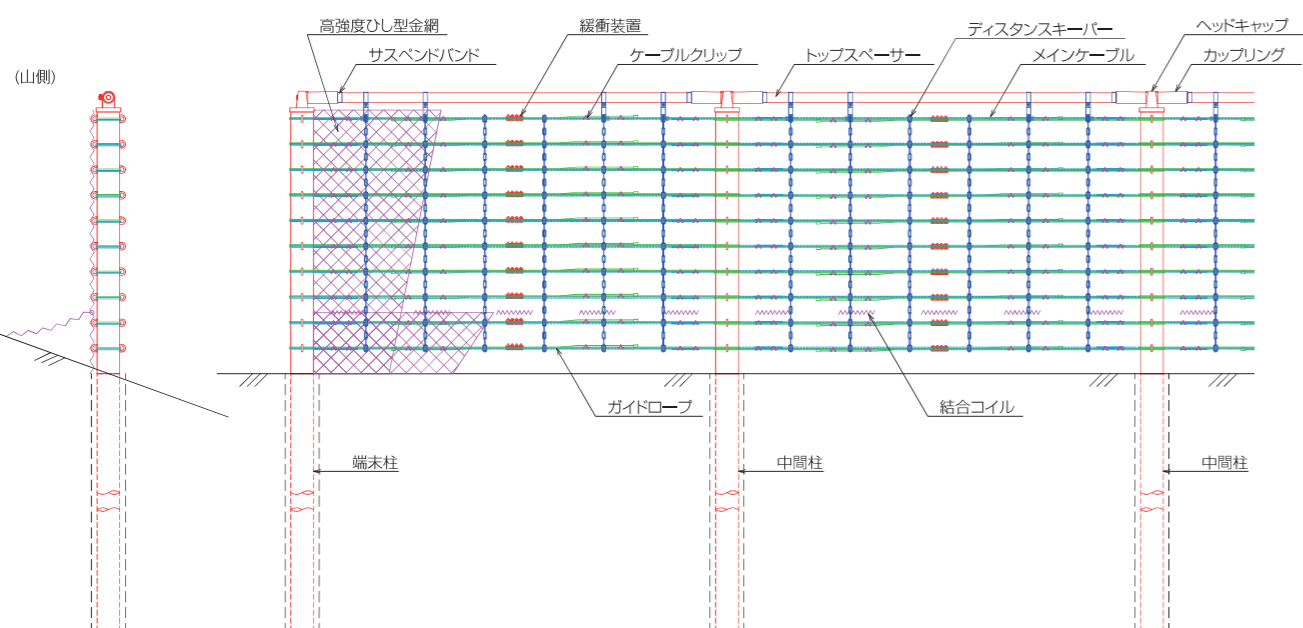 高強度ひし型金網
緩衝装置
ディスタンスキーパー
ヘッドキャップ
サスペンドバンド
ケーブルクリップ
トップスペーサー
メインケーブル
カップリング
(山側)
ガイドロープ
結合コイル
端末柱
中間柱
中間柱